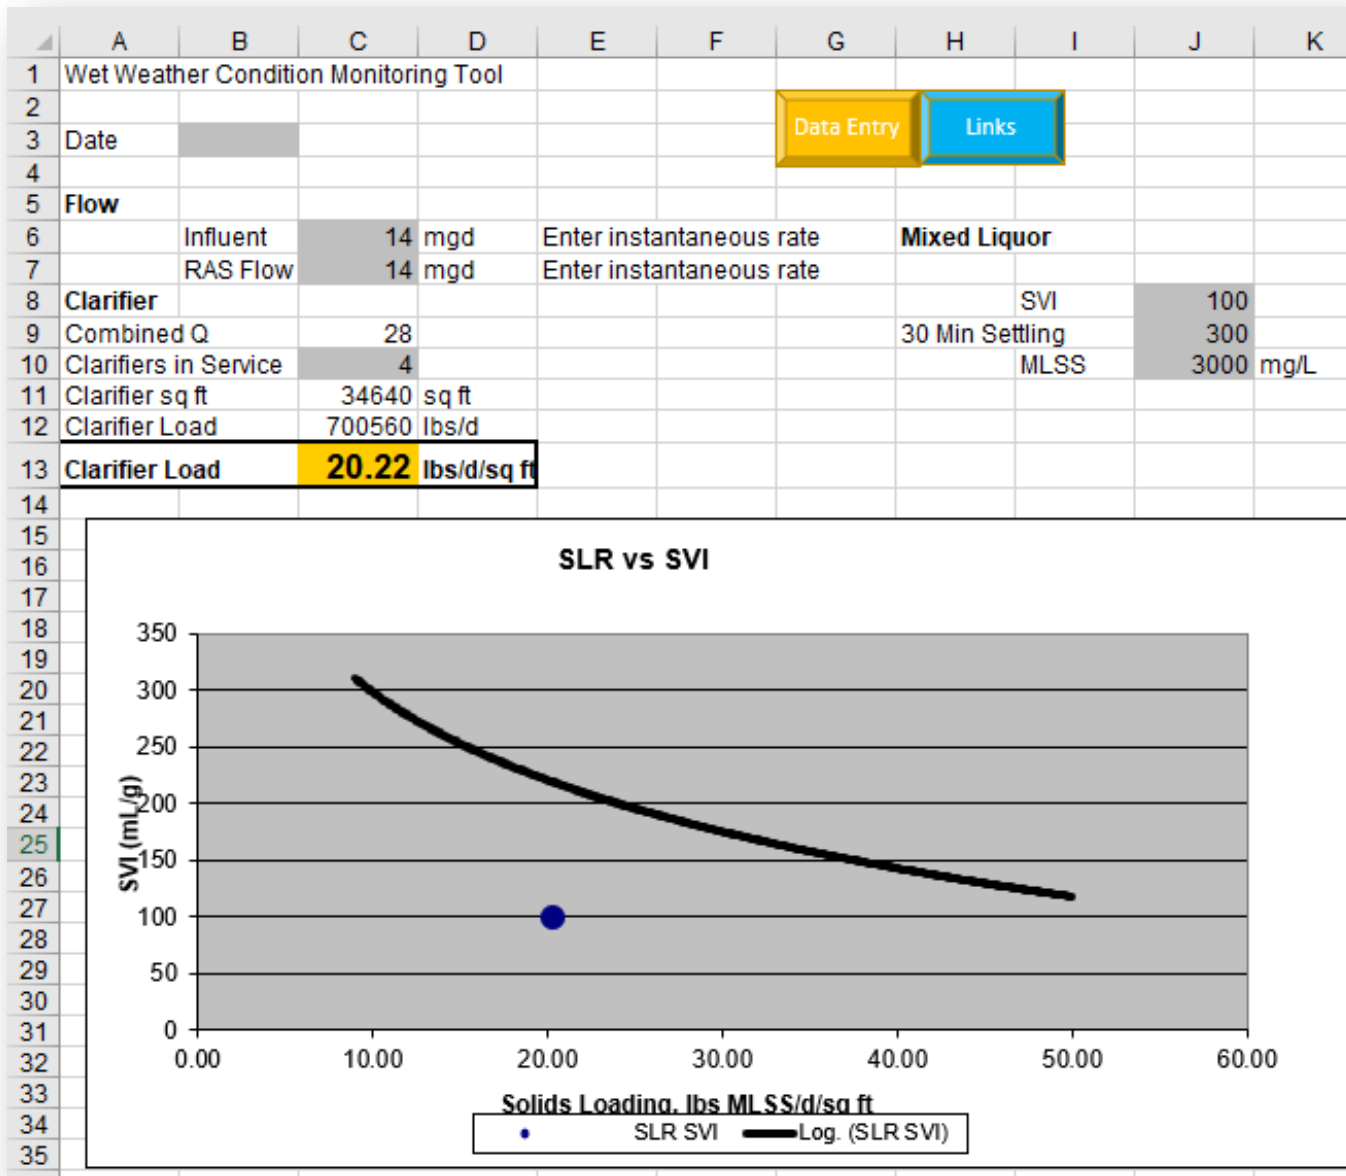 A B C D E F G H I J K
1 Wet Weather Condition Monitoring Tool
2
Data Entry Links
3 Date
4
5 Flow
6 Influent 14 mgd Enter instantaneous rate Mixed Liquor
7 RAS Flow 14 mgd Enter instantaneous rate
8 Clarifier SVI 100
9 Combined Q 28 30 Min Settling 300
10 Clarifiers in Service 4 MLSS 3000 mg/L
11 Clarifier sq ft 34640 sq ft
12 Clarifier Load 700560 lbs/d
13 Clarifier Load 20.22 lbs/d/sq ft
14
15
16
17
18
19
20
21
22
23
24
25
26
27
28
29
30
31
32
33
34
35
SLR vs SVI
350
300
250
200
150
100
50
0
SVI (mL/g)
0.00 10.00 20.00 30.00 40.00 50.00 60.00
Solids Loading, lbs MLSS/d/sq ft
SLR SVI Log. (SLR SVI)